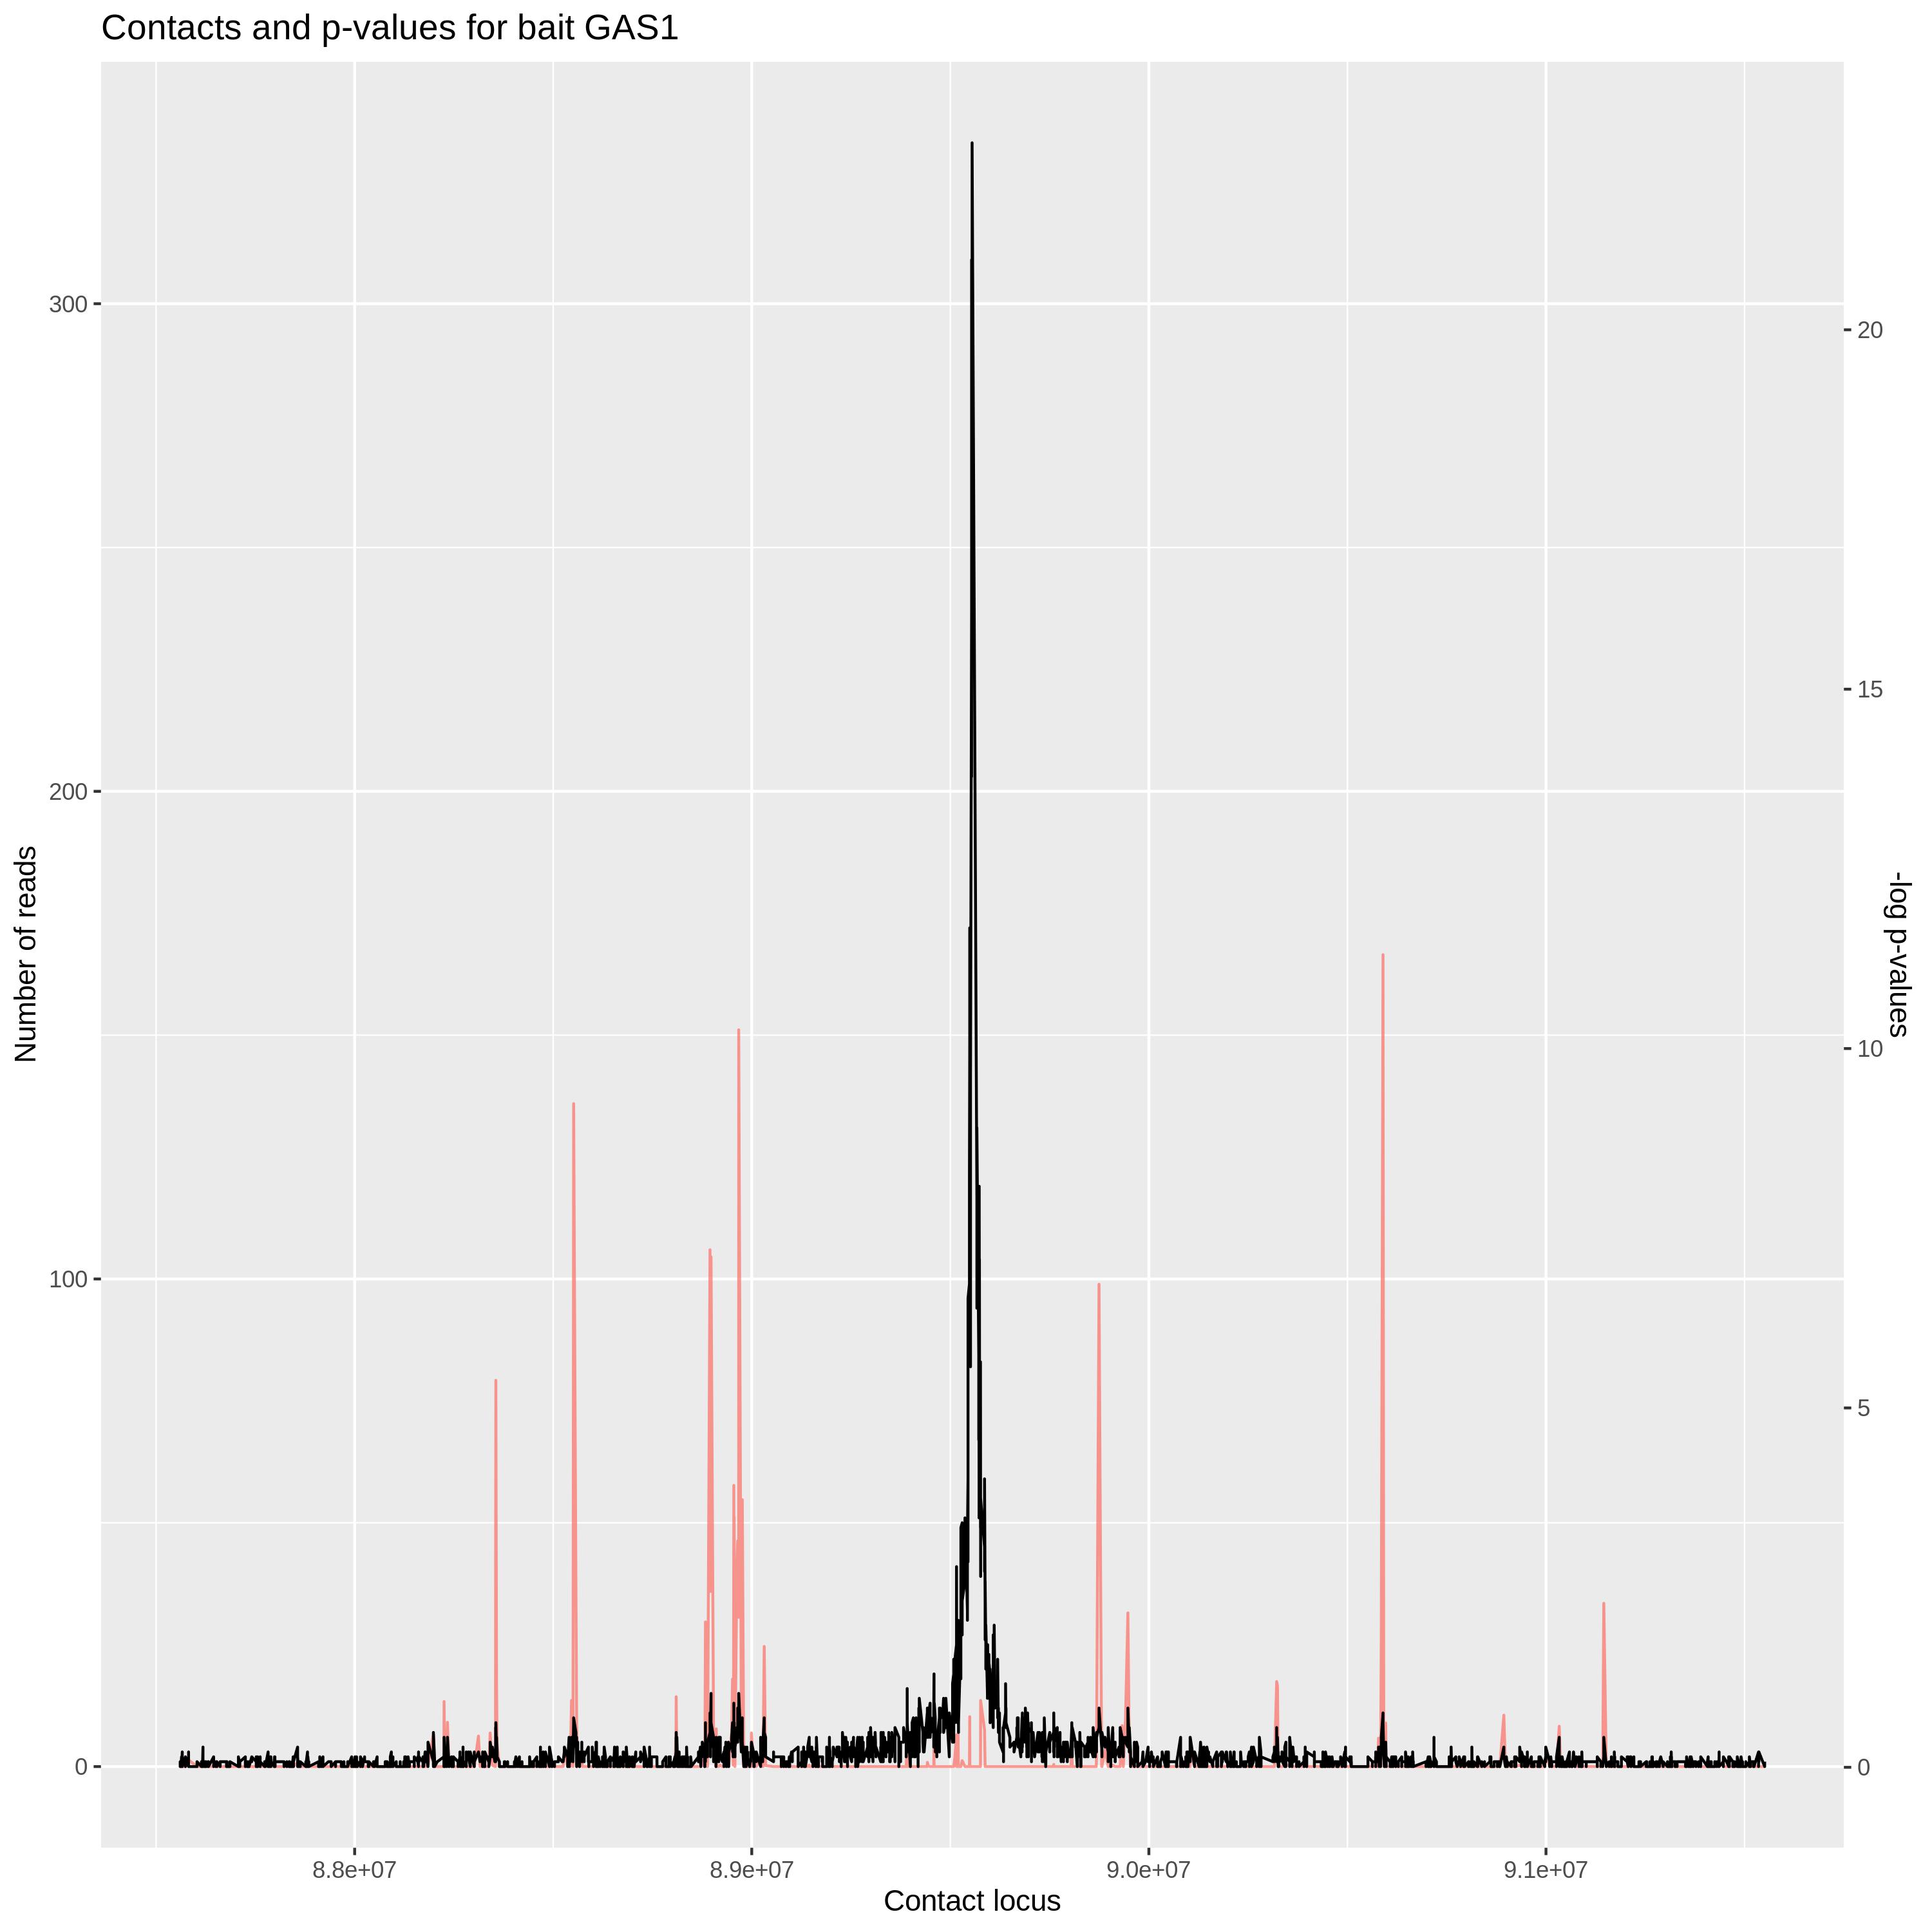 Contacts and p-values for bait GAS1
300
200
100
0
Number of reads
20
15
10
5
0
-log p-values
8.8e+07
8.9e+07
9.0e+07
9.1e+07
Contact locus